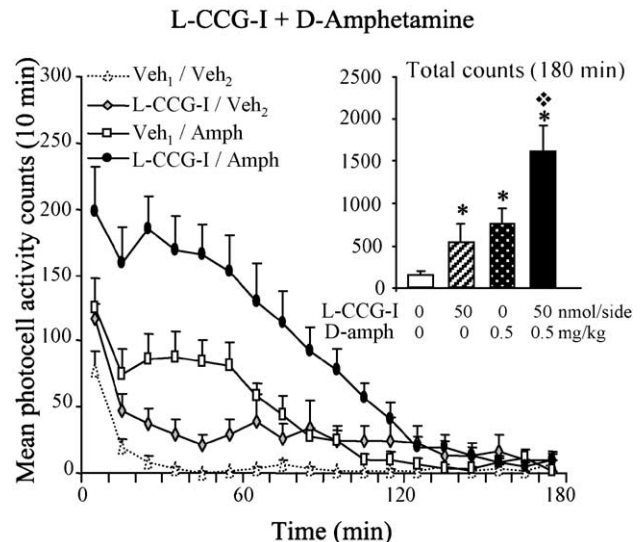 L-CCG-I + D-Amphetamine
Mean photocell activity counts (10 min)
300
250
200
150
100
50
0
Veh₁ / Veh₂
L-CCG-I / Veh₂
Veh₁ / Amph
L-CCG-I / Amph
Total counts (180 min)
2500
2000
1500
1000
500
0
❖
*
*
*
L-CCG-I 0 50 0 50 nmol/side
D-amph 0 0 0.5 0.5 mg/kg
0 60 120 180
Time (min)